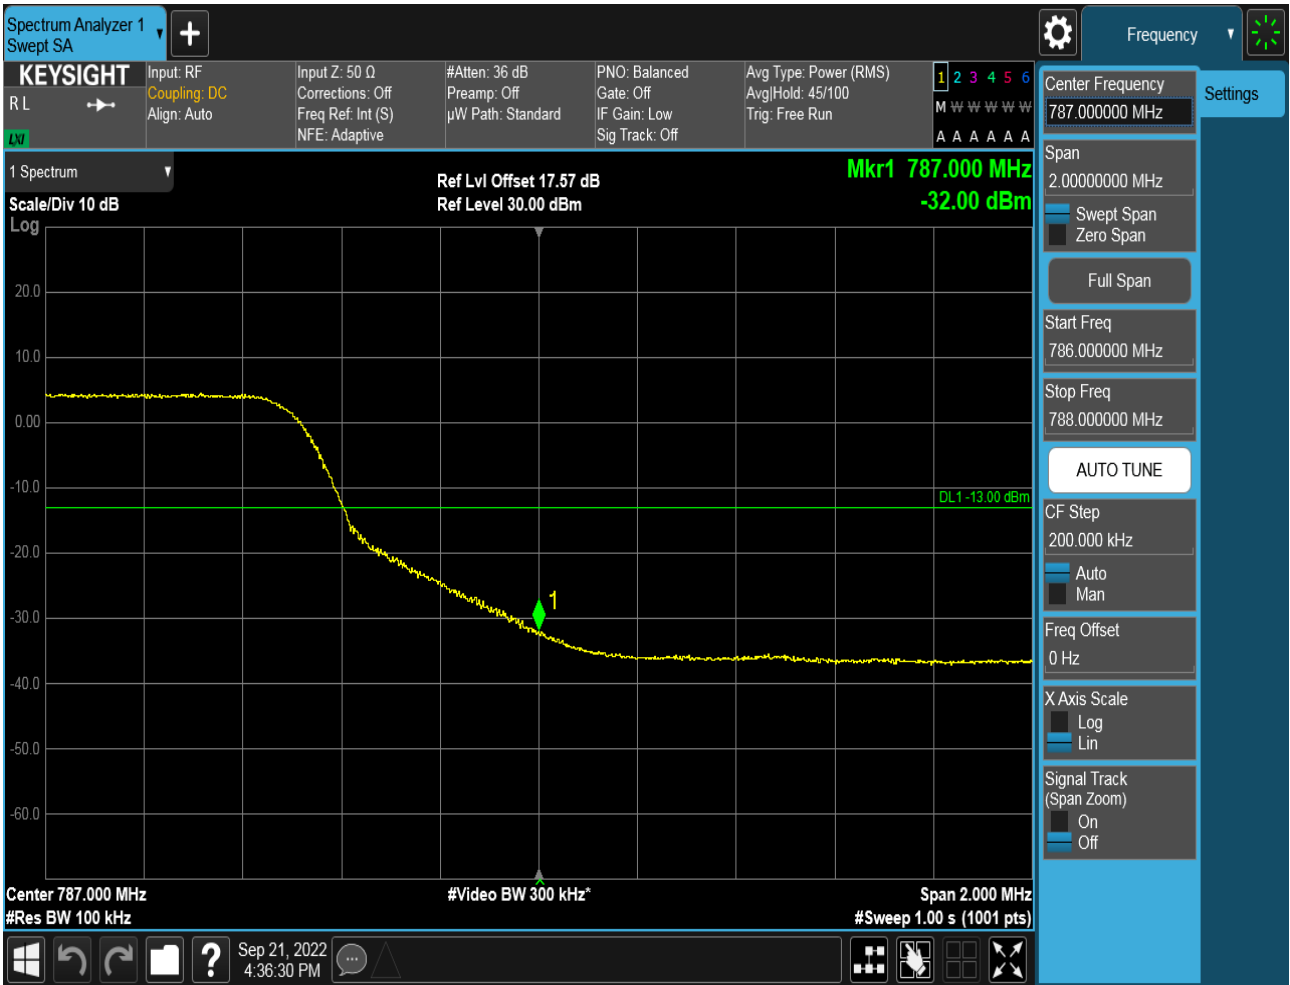 Spectrum Analyzer 1
Swept SA
Frequency
KEYSIGHT
R L
LXI
Input: RF
Coupling: DC
Align: Auto
Input Z: 50 Ω
Corrections: Off
Freq Ref: Int (S)
NFE: Adaptive
#Atten: 36 dB
Preamp: Off
µW Path: Standard
PNO: Balanced
Gate: Off
IF Gain: Low
Sig Track: Off
Avg Type: Power (RMS)
Avg|Hold: 45/100
Trig: Free Run
1 2 3 4 5 6
M W W W W W
A A A A A A
1 Spectrum
Scale/Div 10 dB
Log
Ref Lvl Offset 17.57 dB
Ref Level 30.00 dBm
Mkr1 787.000 MHz
-32.00 dBm
20.0
10.0
0.00
-10.0
-20.0
-30.0
-40.0
-50.0
-60.0
DL1 -13.00 dBm
1
Center 787.000 MHz
#Res BW 100 kHz
#Video BW 300 kHz*
Span 2.000 MHz
#Sweep 1.00 s (1001 pts)
Center Frequency
787.000000 MHz
Settings
Span
2.00000000 MHz
Swept Span
Zero Span
Full Span
Start Freq
786.000000 MHz
Stop Freq
788.000000 MHz
AUTO TUNE
CF Step
200.000 kHz
Auto
Man
Freq Offset
0 Hz
X Axis Scale
Log
Lin
Signal Track
(Span Zoom)
On
Off
?
Sep 21, 2022
4:36:30 PM